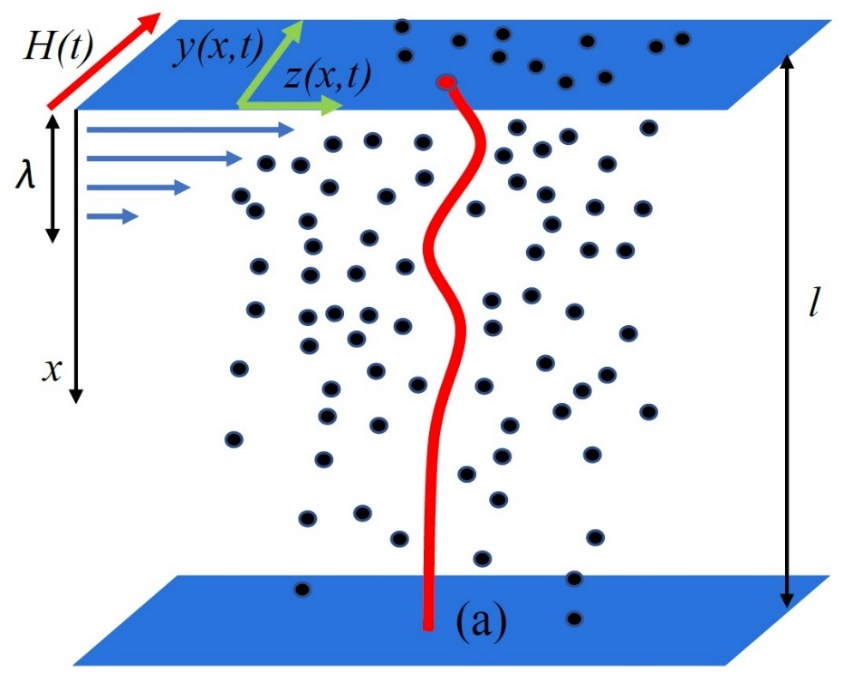 H(t)
y(x,t)
z(x,t)
λ
l
x
(a)